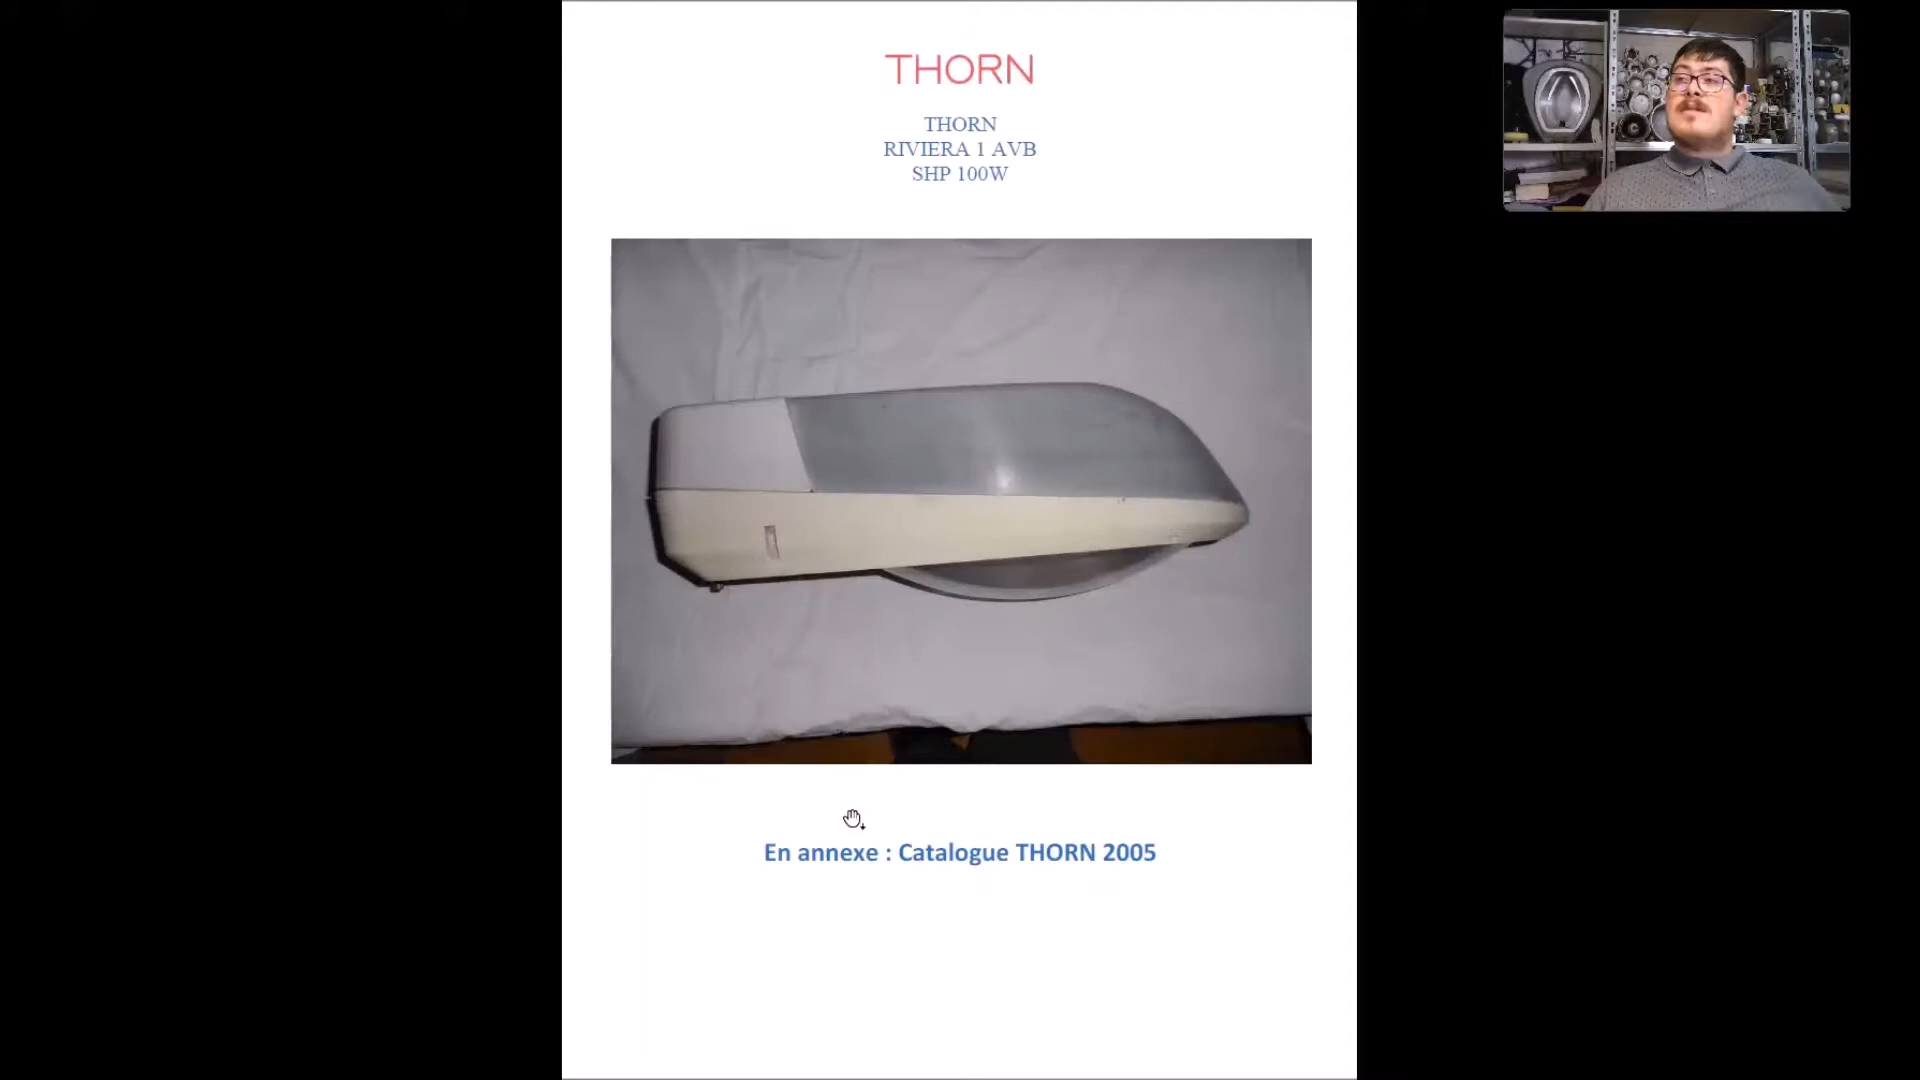 THORN
THORN
RIVIERA 1 AVB
SHP 100W
En annexe : Catalogue THORN 2005